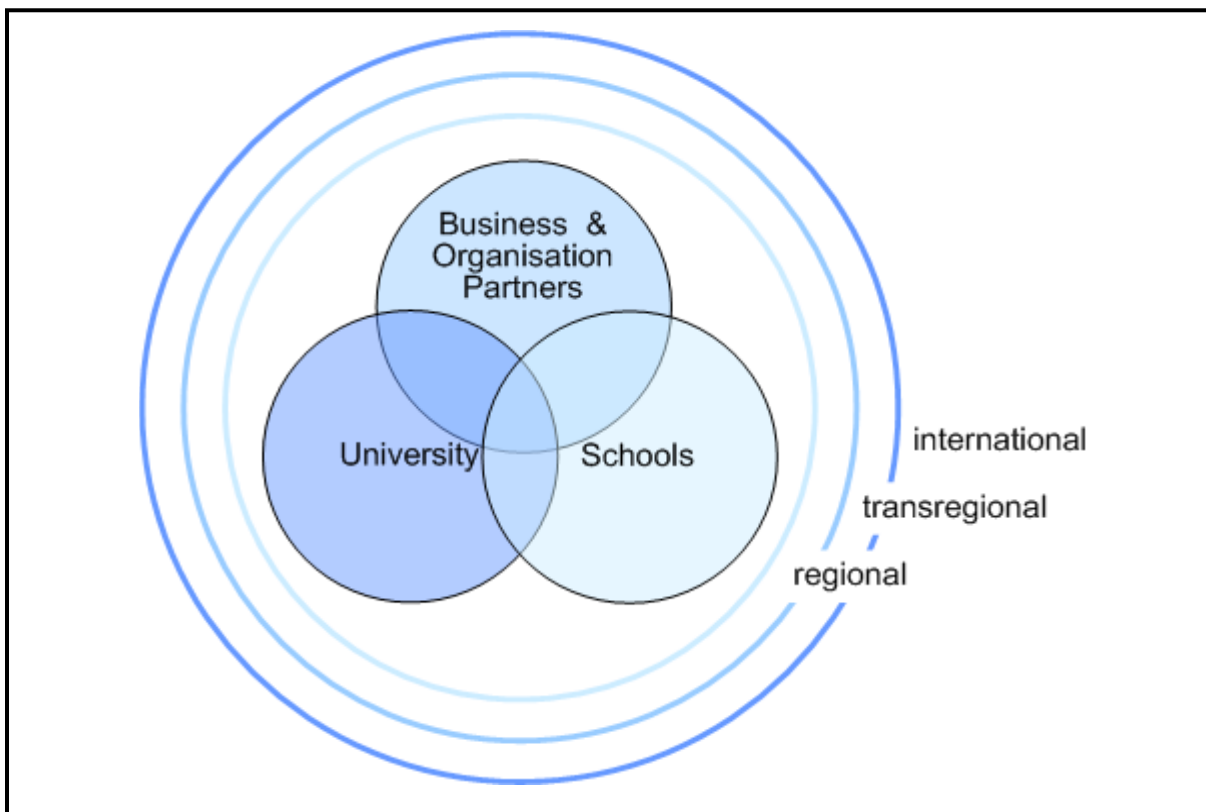 Business &
Organisation
Partners
University
Schools
international
transregional
regional